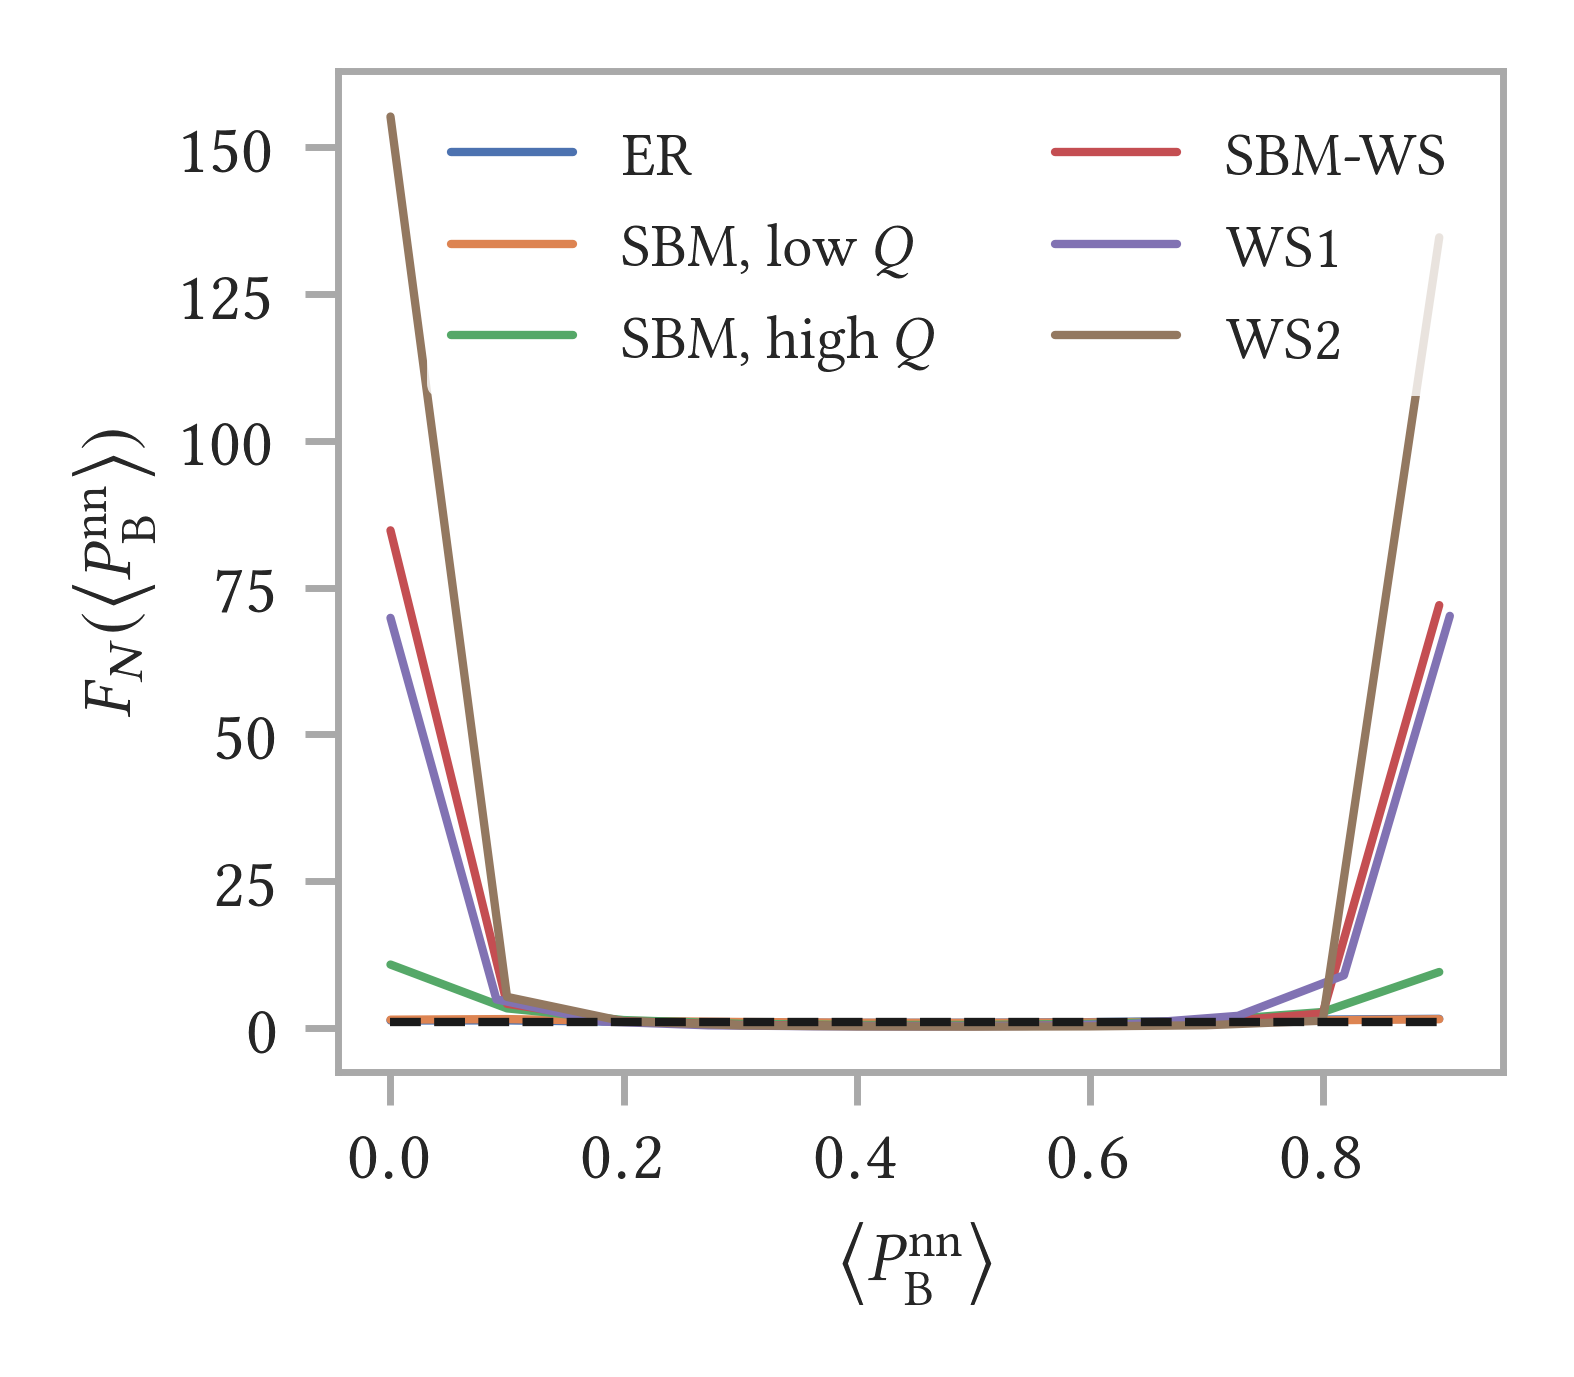 150
125
100
75
50
25
0
F_N(⟨P_B^nn⟩)
ER
SBM, low Q
SBM, high Q
SBM-WS
WS1
WS2
0.0 0.2 0.4 0.6 0.8
⟨P_B^nn⟩